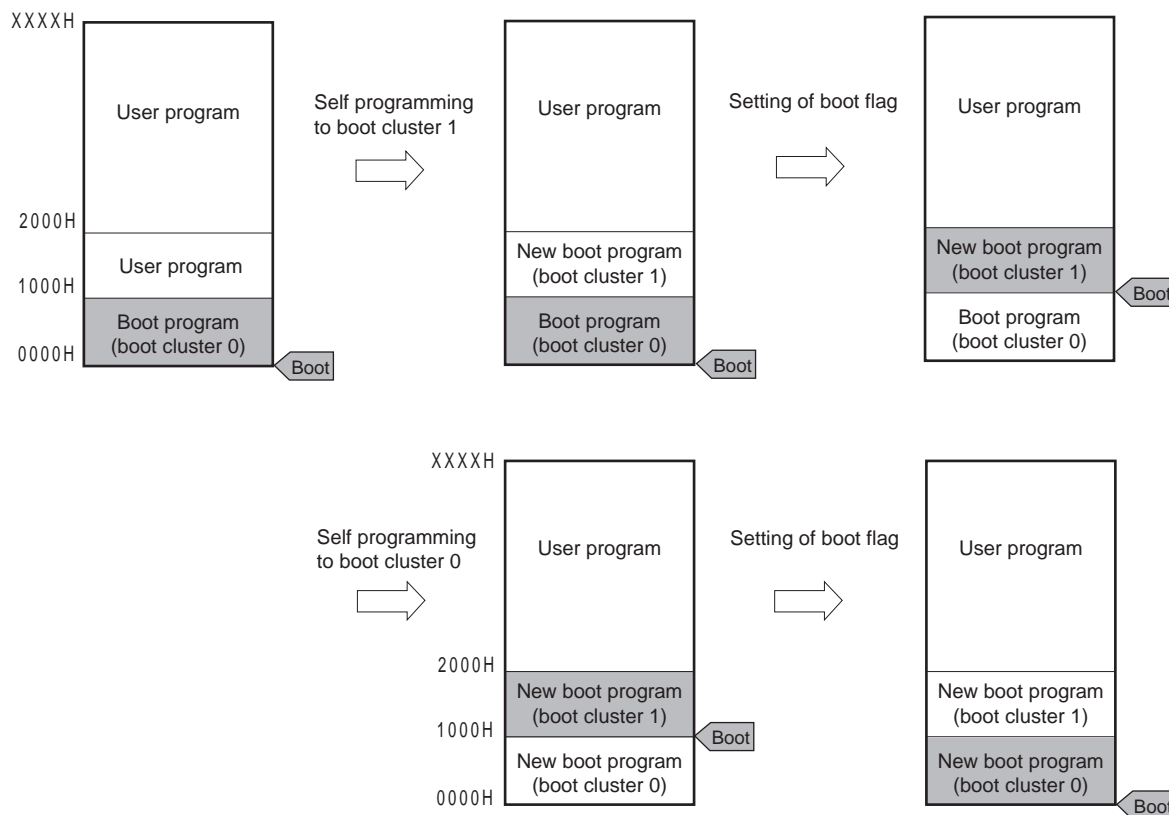 XXXXH
User program
2000H
User program
1000H
Boot program
(boot cluster 0)
0000H
Boot
Self programming
to boot cluster 1
User program
New boot program
(boot cluster 1)
Boot program
(boot cluster 0)
Boot
Setting of boot flag
User program
New boot program
(boot cluster 1)
Boot
Boot program
(boot cluster 0)
Self programming
to boot cluster 0
XXXXH
User program
2000H
New boot program
(boot cluster 1)
1000H
Boot
New boot program
(boot cluster 0)
0000H
Setting of boot flag
User program
New boot program
(boot cluster 1)
New boot program
(boot cluster 0)
Boot